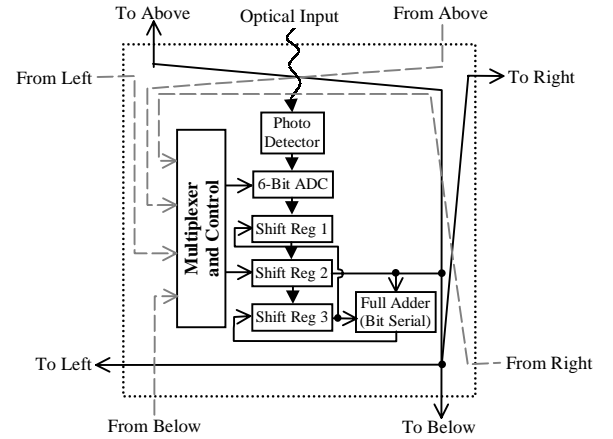 To Above
Optical Input
From Above
From Left
To Right
Photo
Detector
6-Bit ADC
Multiplexer
and Control
Shift Reg 1
Shift Reg 2
Shift Reg 3
Full Adder
(Bit Serial)
To Left
From Right
From Below
To Below